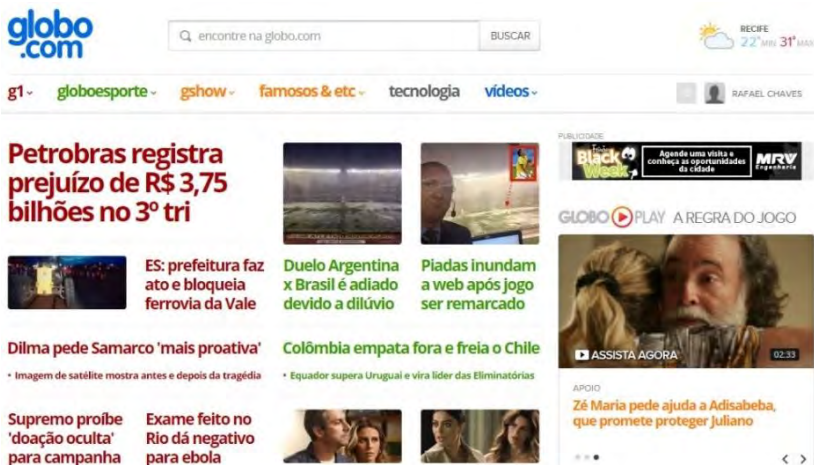 globo
.com
encontre na globo.com
BUSCAR
RECIFE
22° MIN 31° MAX
g1
globoesporte
gshow
famosos & etc
tecnologia
vídeos
RAFAEL CHAVES
Petrobras registra
prejuízo de R$ 3,75
bilhões no 3º tri
ES: prefeitura faz
ato e bloqueia
ferrovia da Vale
Dilma pede Samarco 'mais proativa'
• Imagem de satélite mostra antes e depois da tragédia
Supremo proíbe
'doação oculta'
para campanha
Exame feito no
Rio dá negativo
para ebola
Duelo Argentina
x Brasil é adiado
devido a dilúvio
Piadas inundam
a web após jogo
ser remarcado
Colômbia empata fora e freia o Chile
• Equador supera Uruguai e vira líder das Eliminatórias
PUBLICIDADE
Black
Week
Agende uma visita e
conheça as oportunidades
da cidade
MRV
Engenharia
GLOBO PLAY A REGRA DO JOGO
ASSISTA AGORA
02:33
APOIO
Zé Maria pede ajuda a Adisabeba,
que promete proteger Juliano